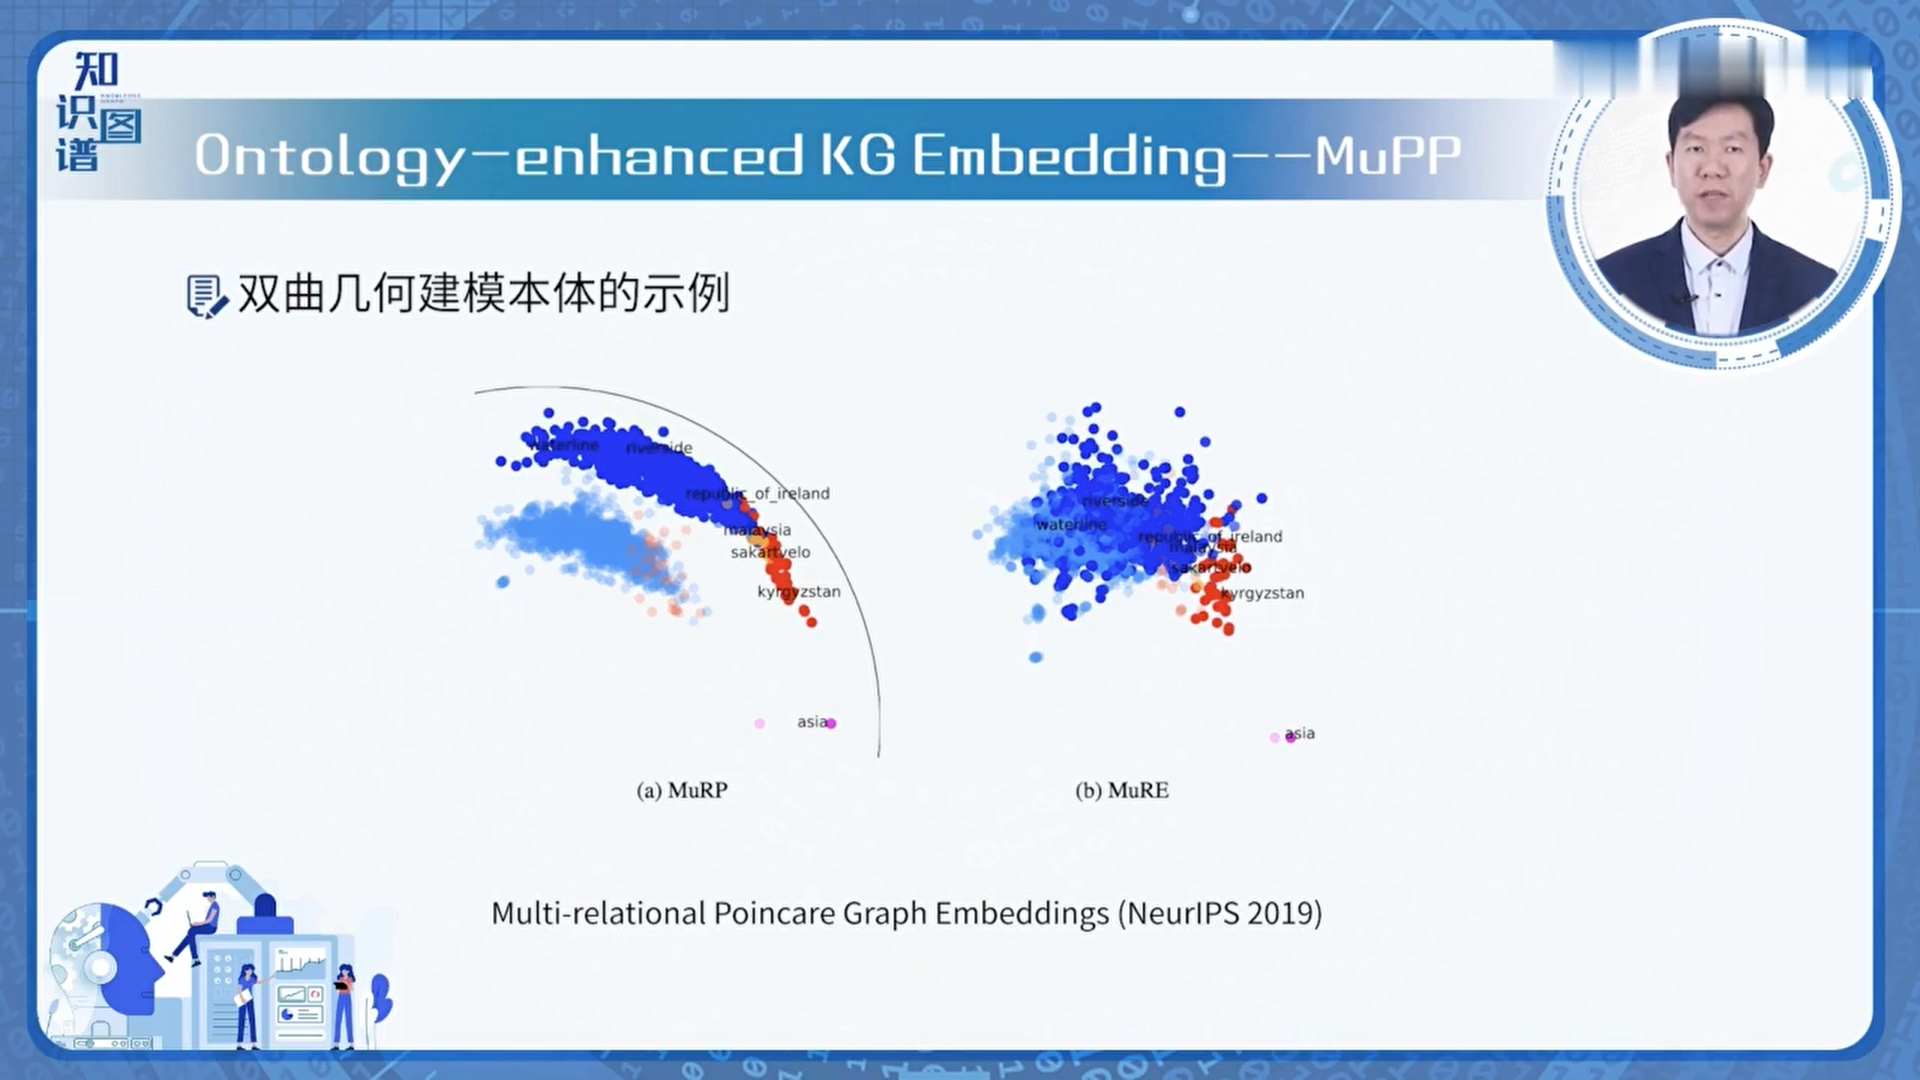 知识图谱
KNOWLEDGE GRAPH
Ontology-enhanced KG Embedding--MuPP
双曲几何建模本体的示例
waterline
riverside
republic_of_ireland
malaysia
sakartvelo
kyrgyzstan
asia
(a) MuRP
riverside
waterline
republic_of_ireland
malaysia
sakartvelo
kyrgyzstan
asia
(b) MuRE
Multi-relational Poincare Graph Embeddings (NeurIPS 2019)